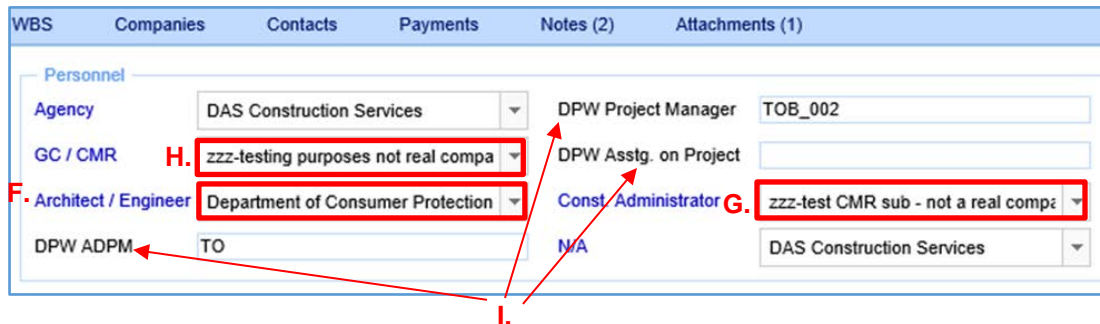 WBS Companies Contacts Payments Notes (2) Attachments (1)
Personnel
Agency DAS Construction Services DPW Project Manager TOB_002
GC / CMR H. zzz-testing purposes not real compa DPW Asstg. on Project
F. Architect / Engineer Department of Consumer Protection Const. Administrator G. zzz-test CMR sub - not a real compa
DPW ADPM TO N/A DAS Construction Services
I.